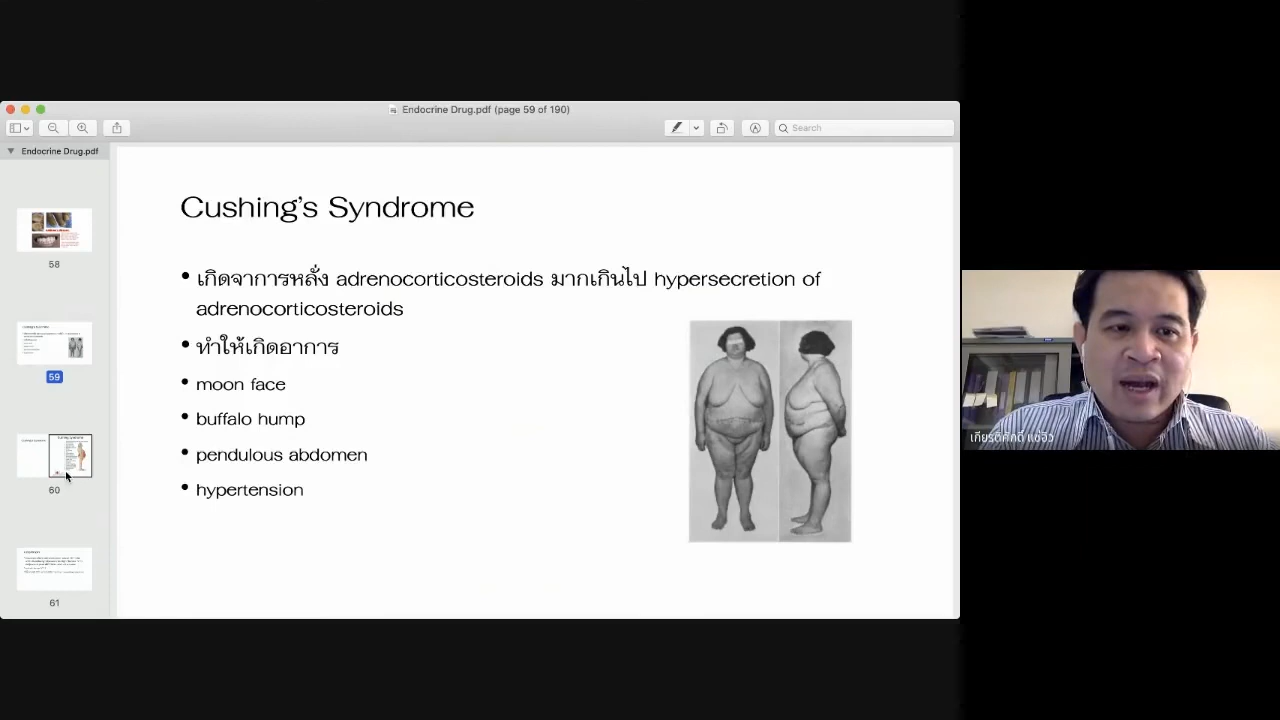 Endocrine Drug.pdf (page 59 of 190)
Search
Endocrine Drug.pdf
58
59
60
61
Cushing's Syndrome
• เกิดจาการหลั่ง adrenocorticosteroids มากเกินไป hypersecretion of
adrenocorticosteroids
• ทำให้เกิดอาการ
• moon face
• buffalo hump
• pendulous abdomen
• hypertension
เกียรติศักดิ์ แซ่อิว